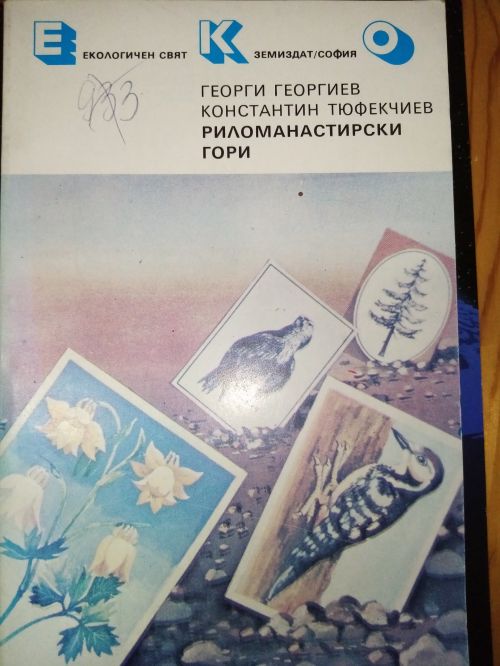 Е ЕКОЛОГИЧЕН СВЯТ К ЗЕМИЗДАТ/СОФИЯ О
ГЕОРГИ ГЕОРГИЕВ
КОНСТАНТИН ТЮФЕКЧИЕВ
РИЛОМАНАСТИРСКИ
ГОРИ